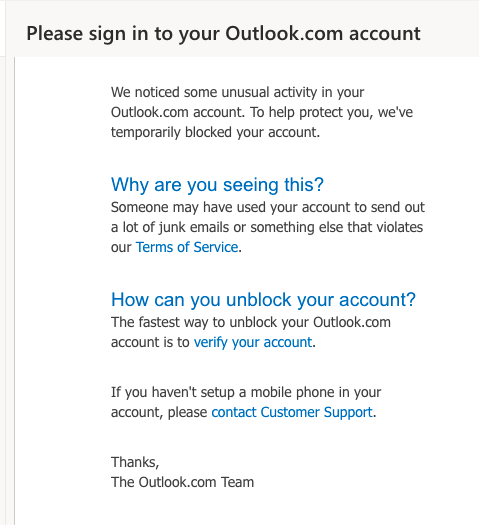 Please sign in to your Outlook.com account
We noticed some unusual activity in your
Outlook.com account. To help protect you, we've
temporarily blocked your account.
Why are you seeing this?
Someone may have used your account to send out
a lot of junk emails or something else that violates
our Terms of Service.
How can you unblock your account?
The fastest way to unblock your Outlook.com
account is to verify your account.
If you haven't setup a mobile phone in your
account, please contact Customer Support.
Thanks,
The Outlook.com Team